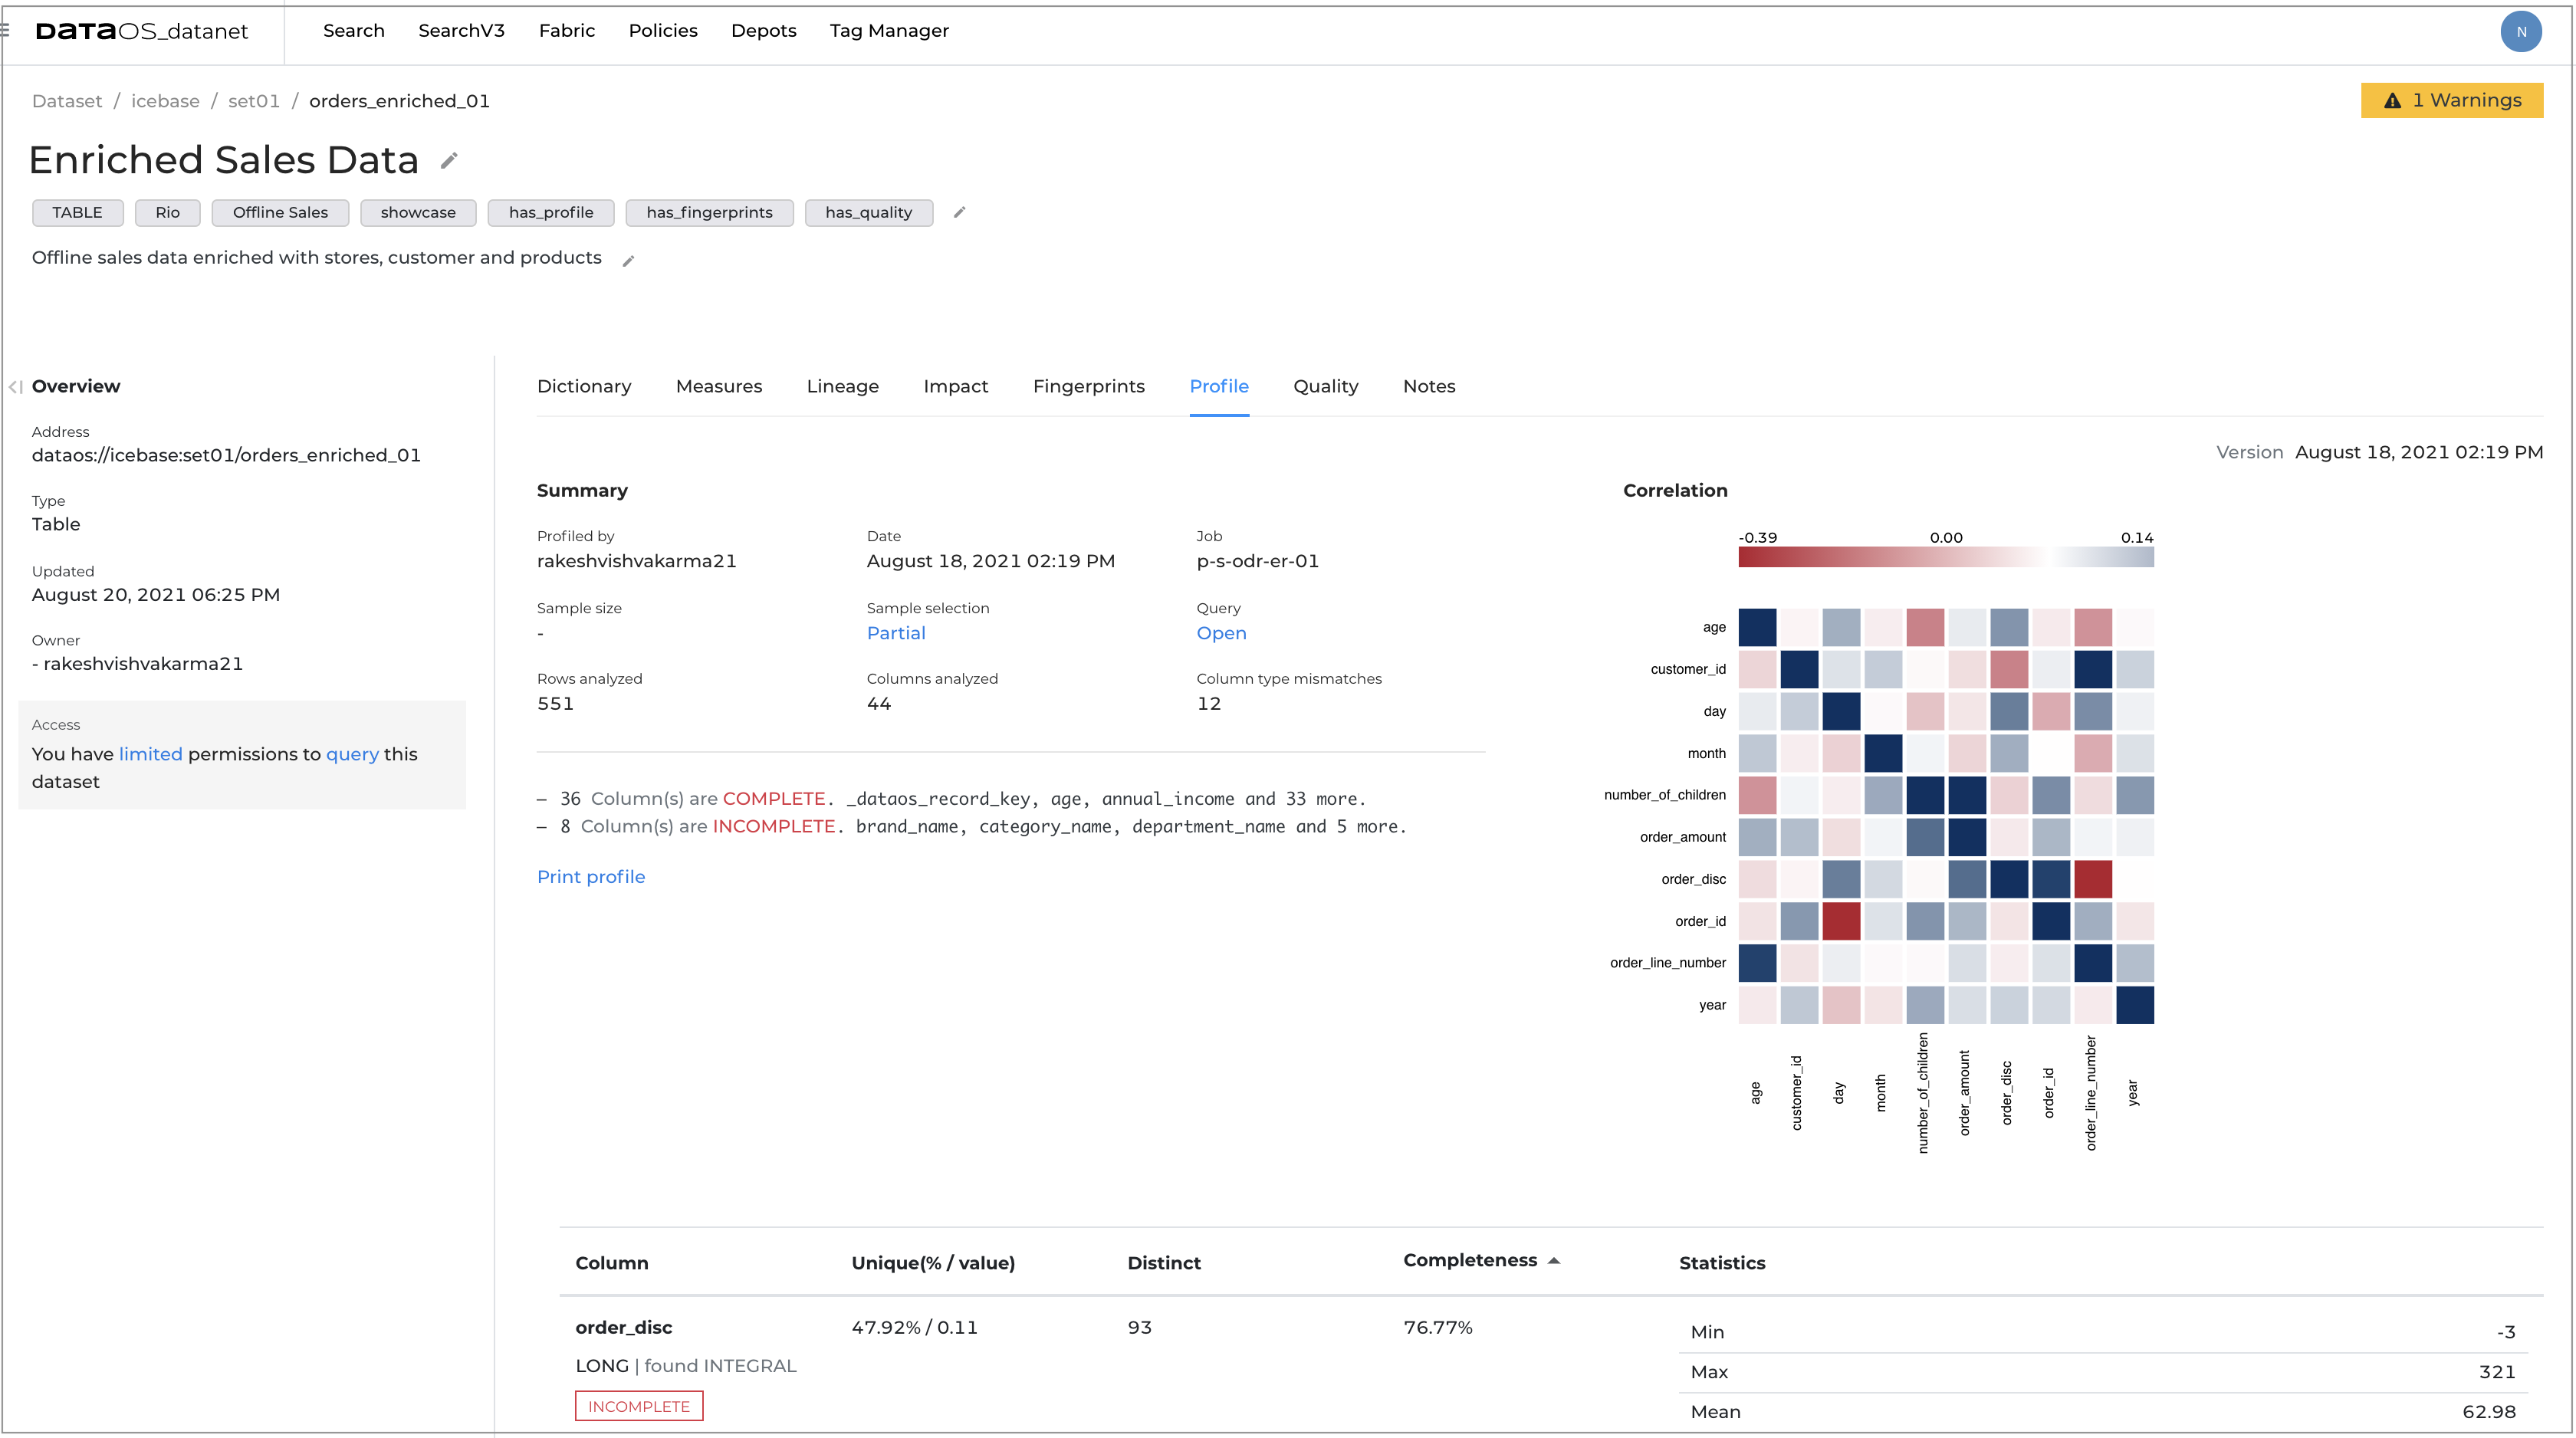 DATAOS_datanet Search SearchV3 Fabric Policies Depots Tag Manager N
Dataset / icebase / set01 / orders_enriched_01
1 Warnings
Enriched Sales Data
TABLE Rio Offline Sales showcase has_profile has_fingerprints has_quality
Offline sales data enriched with stores, customer and products
Overview
Address
dataos://icebase:set01/orders_enriched_01
Type
Table
Updated
August 20, 2021 06:25 PM
Owner
- rakeshvishvakarma21
Access
You have limited permissions to query this
dataset
Dictionary Measures Lineage Impact Fingerprints Profile Quality Notes
Version August 18, 2021 02:19 PM
Summary
Profiled by Date Job
rakeshvishvakarma21 August 18, 2021 02:19 PM p-s-odr-er-01
Sample size Sample selection Query
- Partial Open
Rows analyzed Columns analyzed Column type mismatches
551 44 12
– 36 Column(s) are COMPLETE. _dataos_record_key, age, annual_income and 33 more.
– 8 Column(s) are INCOMPLETE. brand_name, category_name, department_name and 5 more.
Print profile
Correlation
-0.39 0.00 0.14
age
customer_id
day
month
number_of_children
order_amount
order_disc
order_id
order_line_number
year
age customer_id day month number_of_children order_amount order_disc order_id order_line_number year
Column Unique(% / value) Distinct Completeness Statistics
order_disc 47.92% / 0.11 93 76.77%
LONG | found INTEGRAL
INCOMPLETE
Min -3
Max 321
Mean 62.98